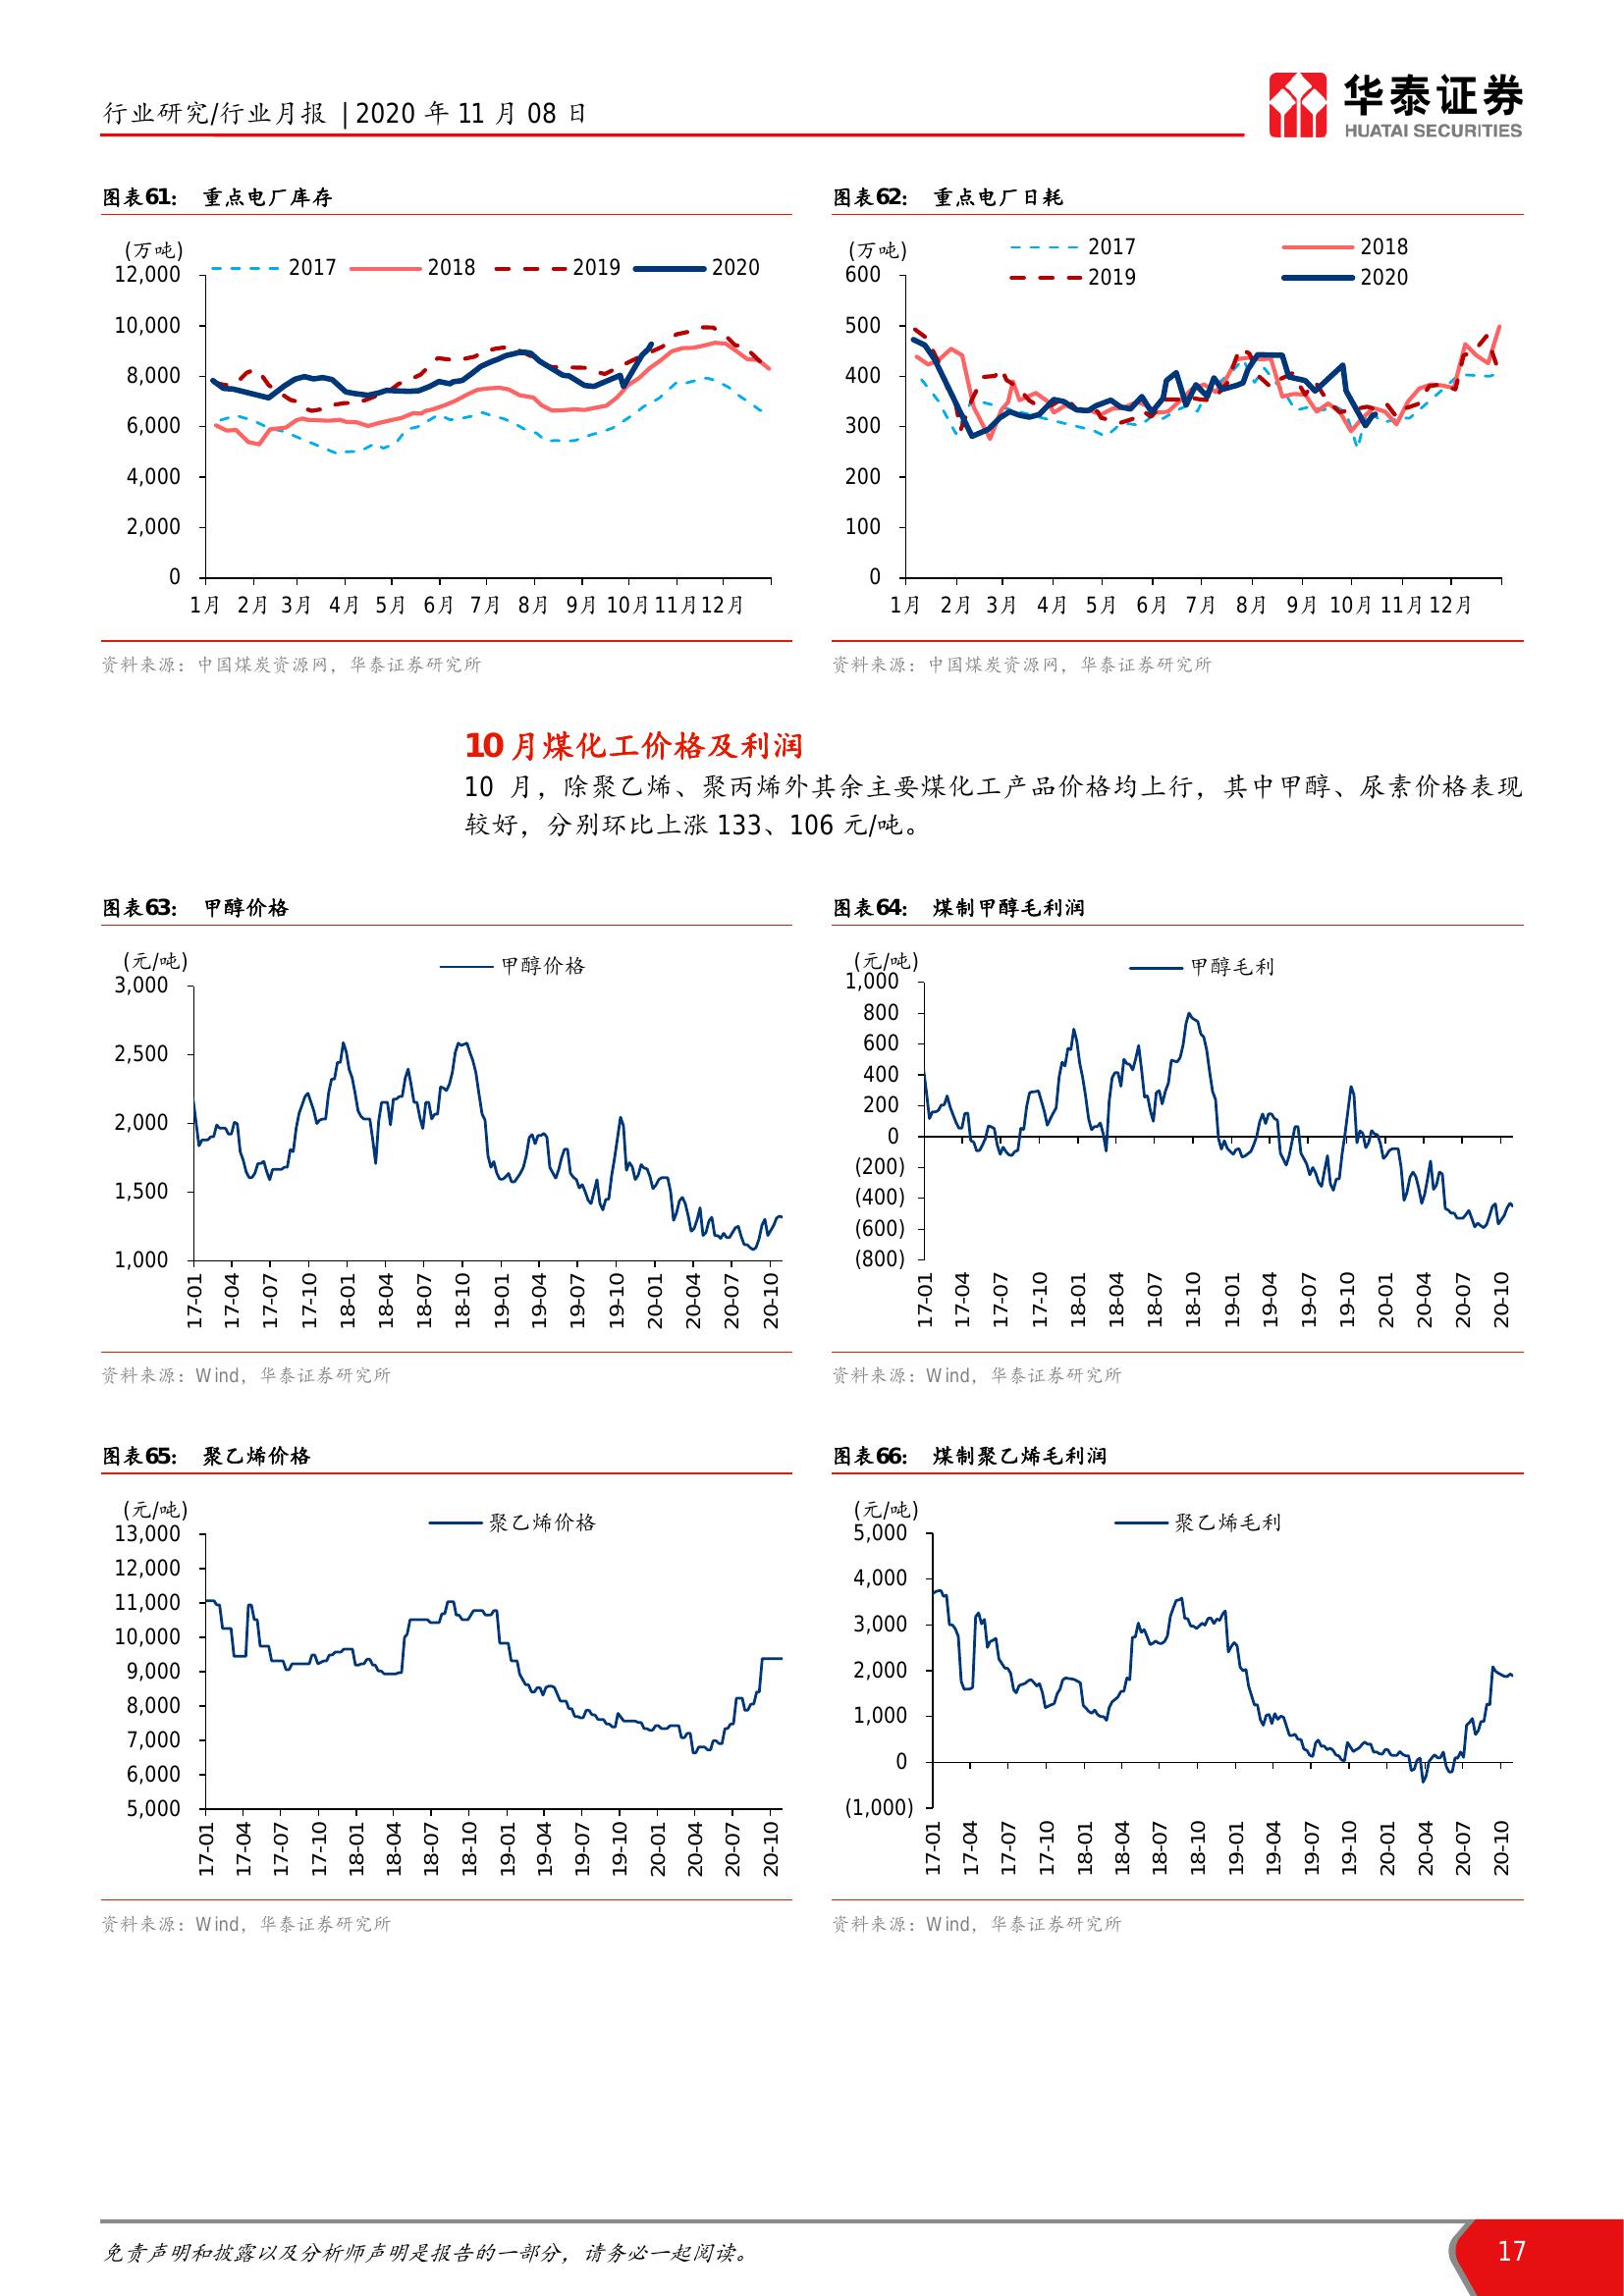 行业研究/行业月报 | 2020 年 11 月 08 日
华泰证券
HUATAI SECURITIES
图表61： 重点电厂库存
(万吨)
2017 2018 2019 2020
12,000
10,000
8,000
6,000
4,000
2,000
0
1月 2月 3月 4月 5月 6月 7月 8月 9月 10月 11月 12月
资料来源：中国煤炭资源网，华泰证券研究所
图表62： 重点电厂日耗
(万吨)
2017 2018
2019 2020
600
500
400
300
200
100
0
1月 2月 3月 4月 5月 6月 7月 8月 9月 10月 11月 12月
资料来源：中国煤炭资源网，华泰证券研究所
10 月煤化工价格及利润
10 月，除聚乙烯、聚丙烯外其余主要煤化工产品价格均上行，其中甲醇、尿素价格表现
较好，分别环比上涨 133、106 元/吨。
图表63： 甲醇价格
(元/吨)
甲醇价格
3,000
2,500
2,000
1,500
1,000
17-01 17-04 17-07 17-10 18-01 18-04 18-07 18-10 19-01 19-04 19-07 19-10 20-01 20-04 20-07 20-10
资料来源：Wind，华泰证券研究所
图表64： 煤制甲醇毛利润
(元/吨)
甲醇毛利
1,000
800
600
400
200
0
(200)
(400)
(600)
(800)
17-01 17-04 17-07 17-10 18-01 18-04 18-07 18-10 19-01 19-04 19-07 19-10 20-01 20-04 20-07 20-10
资料来源：Wind，华泰证券研究所
图表65： 聚乙烯价格
(元/吨)
聚乙烯价格
13,000
12,000
11,000
10,000
9,000
8,000
7,000
6,000
5,000
17-01 17-04 17-07 17-10 18-01 18-04 18-07 18-10 19-01 19-04 19-07 19-10 20-01 20-04 20-07 20-10
资料来源：Wind，华泰证券研究所
图表66： 煤制聚乙烯毛利润
(元/吨)
聚乙烯毛利
5,000
4,000
3,000
2,000
1,000
0
(1,000)
17-01 17-04 17-07 17-10 18-01 18-04 18-07 18-10 19-01 19-04 19-07 19-10 20-01 20-04 20-07 20-10
资料来源：Wind，华泰证券研究所
免责声明和披露以及分析师声明是报告的一部分，请务必一起阅读。
17